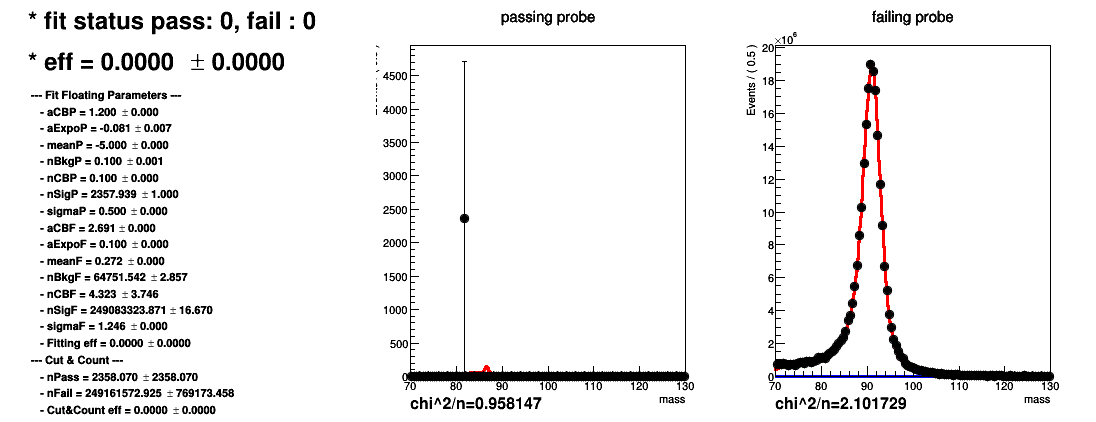 * fit status pass: 0, fail : 0
* eff = 0.0000 ± 0.0000
--- Fit Floating Parameters ---
- aCBP = 1.200 ± 0.000
- aExpoP = -0.081 ± 0.007
- meanP = -5.000 ± 0.000
- nBkgP = 0.100 ± 0.001
- nCBP = 0.100 ± 0.000
- nSigP = 2357.939 ± 1.000
- sigmaP = 0.500 ± 0.000
- aCBF = 2.691 ± 0.000
- aExpoF = 0.100 ± 0.000
- meanF = 0.272 ± 0.000
- nBkgF = 64751.542 ± 2.857
- nCBF = 4.323 ± 3.746
- nSigF = 249083323.871 ± 16.670
- sigmaF = 1.246 ± 0.000
- Fitting eff = 0.0000 ± 0.0000
--- Cut & Count ---
- nPass = 2358.070 ± 2358.070
- nFail = 249161572.925 ± 769173.458
- Cut&Count eff = 0.0000 ± 0.0000
passing probe
4500
4000
3500
3000
2500
2000
1500
1000
500
0
70 80 90 100 110 120 130
mass
chi^2/n=0.958147
failing probe
×10^6
Events / ( 0.5 )
20
18
16
14
12
10
8
6
4
2
0
70 80 90 100 110 120 130
mass
chi^2/n=2.101729